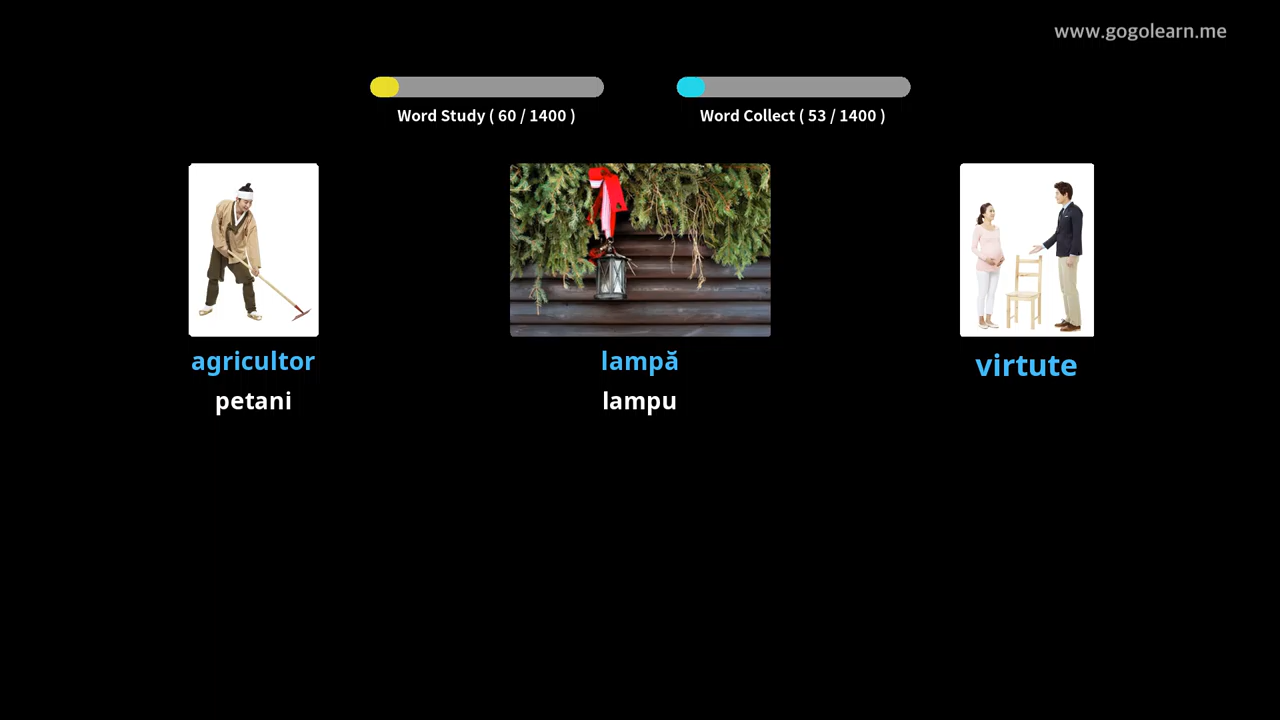 www.gogolearn.me
Word Study ( 60 / 1400 )
Word Collect ( 53 / 1400 )
agricultor
petani
lampă
lampu
virtute